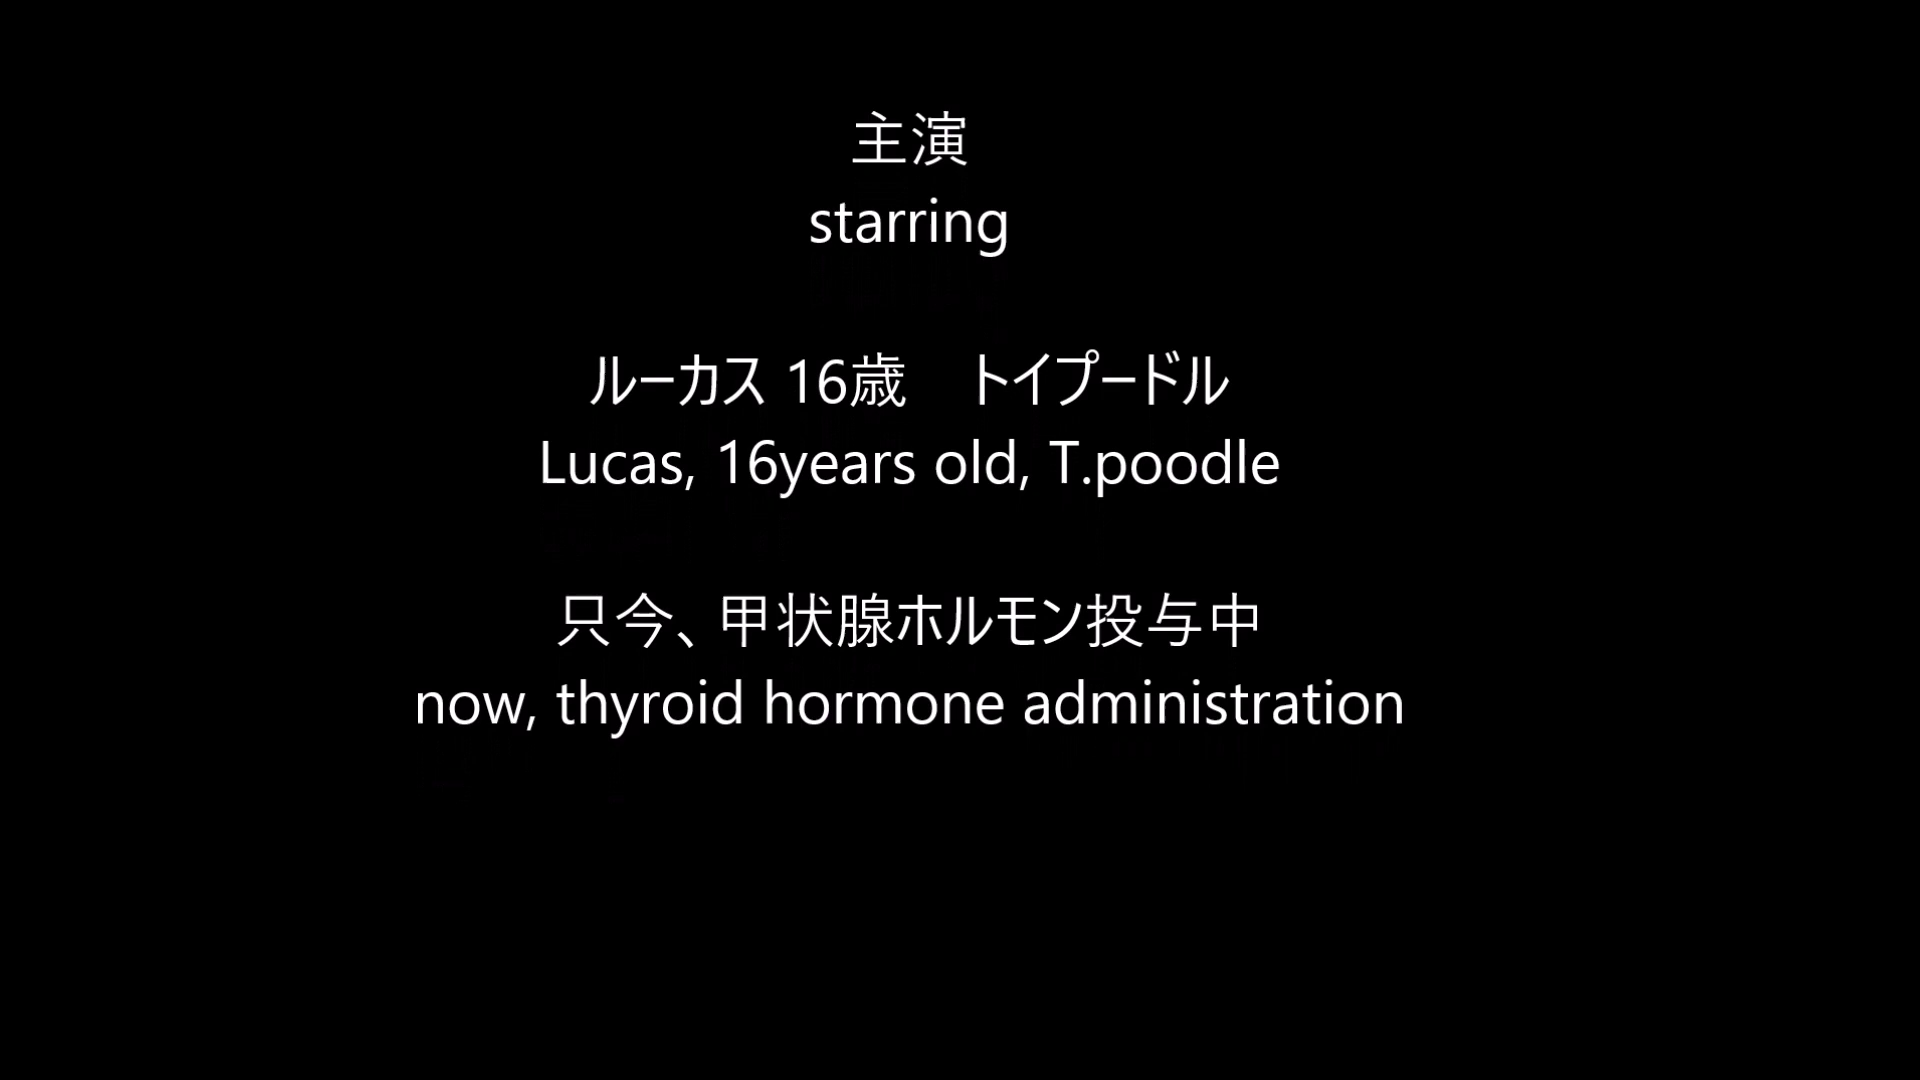 主演
starring
ルーカス 16歳　トイプードル
Lucas, 16years old, T.poodle
只今、甲状腺ホルモン投与中
now, thyroid hormone administration